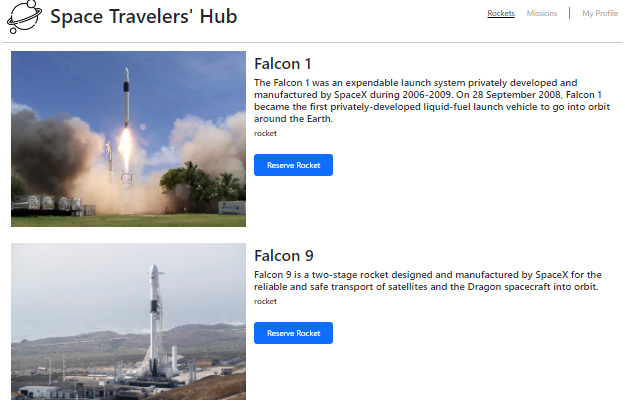 Space Travelers' Hub
Rockets
Missions
My Profile
Falcon 1
The Falcon 1 was an expendable launch system privately developed and
manufactured by SpaceX during 2006-2009. On 28 September 2008, Falcon 1
became the first privately-developed liquid-fuel launch vehicle to go into orbit
around the Earth.
rocket
Reserve Rocket
Falcon 9
Falcon 9 is a two-stage rocket designed and manufactured by SpaceX for the
reliable and safe transport of satellites and the Dragon spacecraft into orbit.
rocket
Reserve Rocket